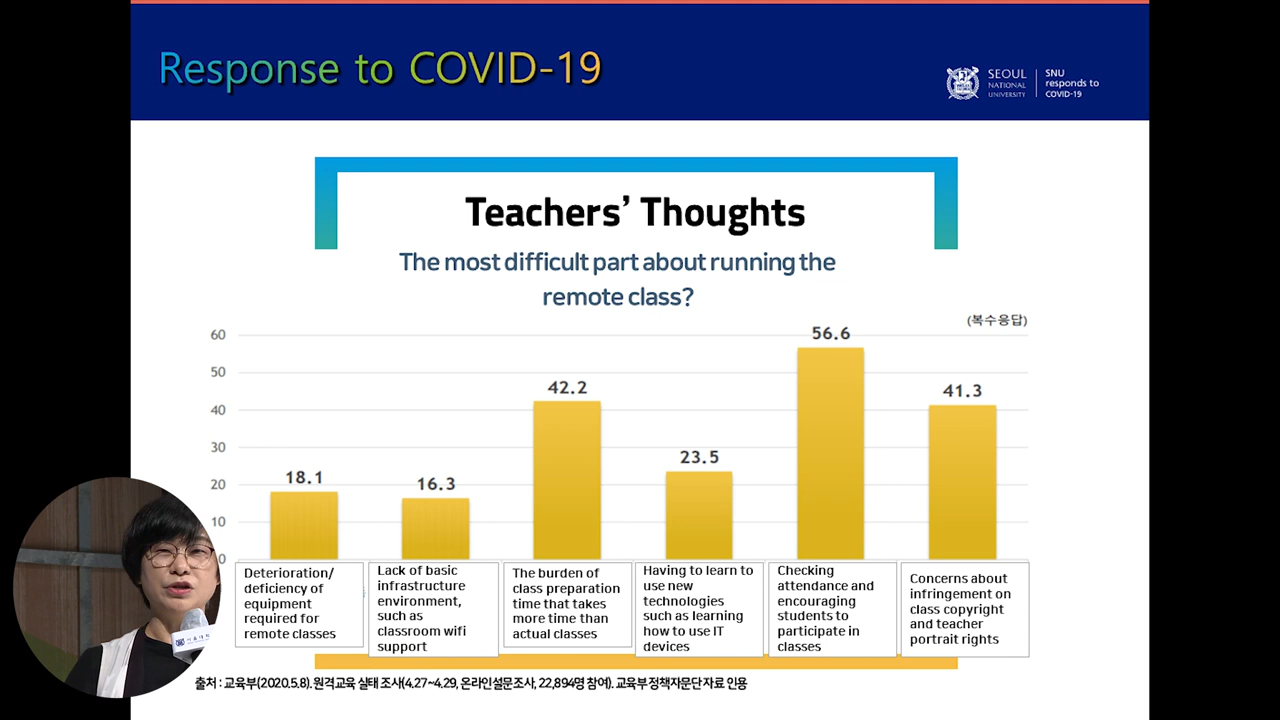 Response to COVID-19
SEOUL
NATIONAL
UNIVERSITY
SNU
responds to
COVID-19
Teachers’ Thoughts
The most difficult part about running the
remote class?
(복수응답)
60
50
40
30
20
10
0
18.1
16.3
42.2
23.5
56.6
41.3
Deterioration/
deficiency of
equipment
required for
remote classes
Lack of basic
infrastructure
environment,
such as
classroom wifi
support
The burden of
class preparation
time that takes
more time than
actual classes
Having to learn to
use new
technologies
such as learning
how to use IT
devices
Checking
attendance and
encouraging
students to
participate in
classes
Concerns about
infringement on
class copyright
and teacher
portrait rights
출처 : 교육부(2020.5.8). 원격교육 실태 조사(4.27~4.29, 온라인설문조사, 22,894명 참여). 교육부 정책자문단 자료 인용